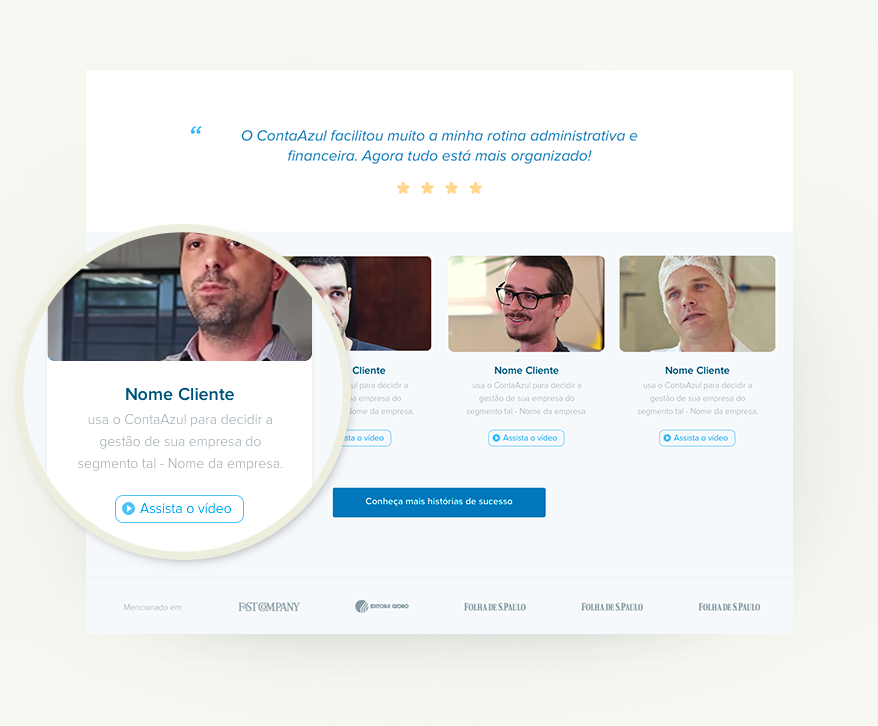 “ O ContaAzul facilitou muito a minha rotina administrativa e
financeira. Agora tudo está mais organizado!
Nome Cliente
usa o ContaAzul para decidir a
gestão de sua empresa do
segmento tal - Nome da empresa.
Assista o vídeo
Cliente
para decidir a
empresa do
Nome da empresa.
o vídeo
Nome Cliente
usa o ContaAzul para decidir a
gestão de sua empresa do
segmento tal - Nome da empresa.
Assista o vídeo
Nome Cliente
usa o ContaAzul para decidir a
gestão de sua empresa do
segmento tal - Nome da empresa.
Assista o vídeo
Conheça mais histórias de sucesso
Mencionado em:
FAST COMPANY
EDITORA GLOBO
FOLHA DE S.PAULO
FOLHA DE S.PAULO
FOLHA DE S.PAULO